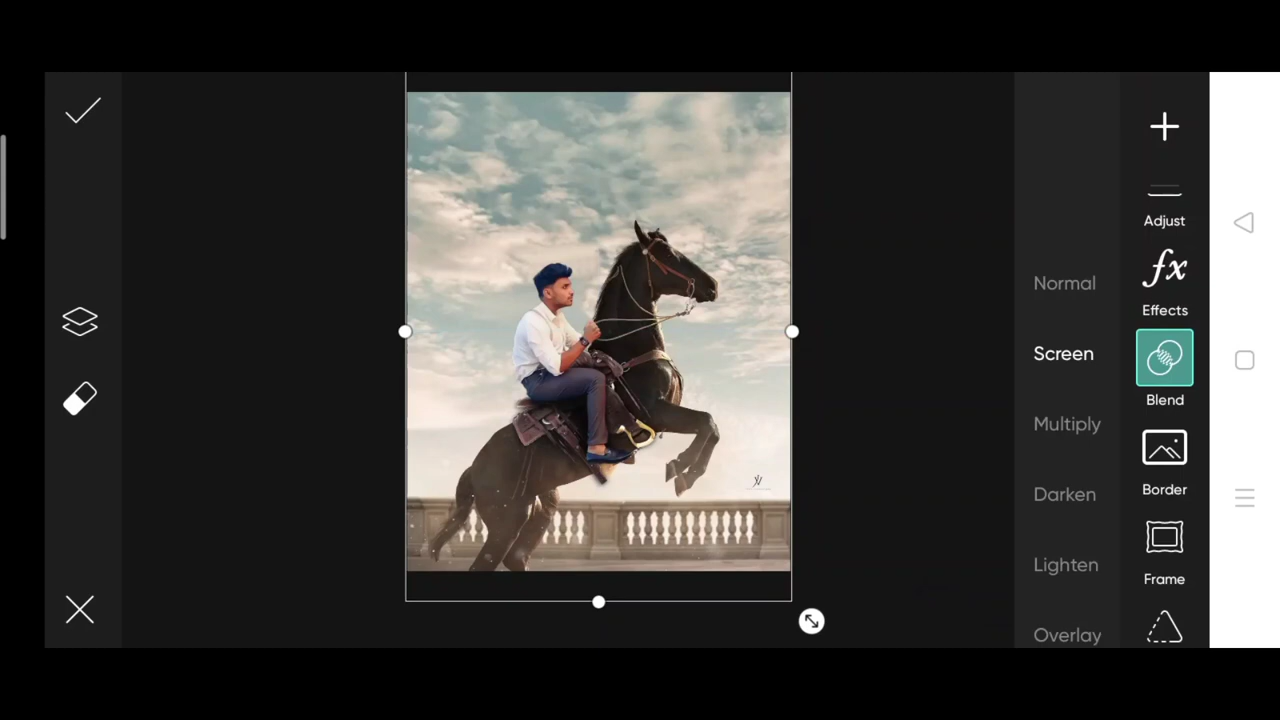 Adjust
Effects
Normal
Screen
Blend
Multiply
Darken
Border
Lighten
Frame
Overlay